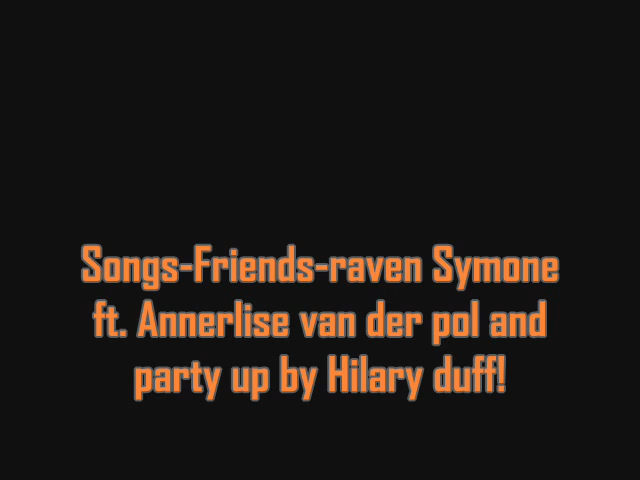 Songs-Friends-raven Symone
ft. Annerlise van der pol and
party up by Hilary duff!